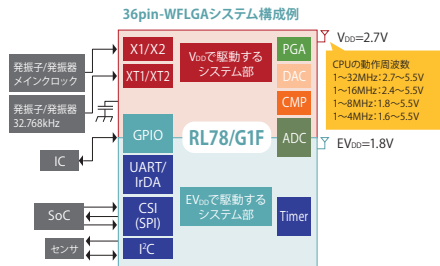 36pin-WFLGAシステム構成例
発振子/発振器
メインクロック
発振子/発振器
32.768kHz
IC
SoC
センサ
X1/X2
XT1/XT2
GPIO
UART/
IrDA
CSI
(SPI)
I²C
VDDで駆動する
システム部
RL78/G1F
EVDDで駆動する
システム部
PGA
DAC
CMP
ADC
Timer
VDD=2.7V
CPUの動作周波数
1~32MHz:2.7~5.5V
1~16MHz:2.4~5.5V
1~8MHz:1.8~5.5V
1~4MHz:1.6~5.5V
EVDD=1.8V